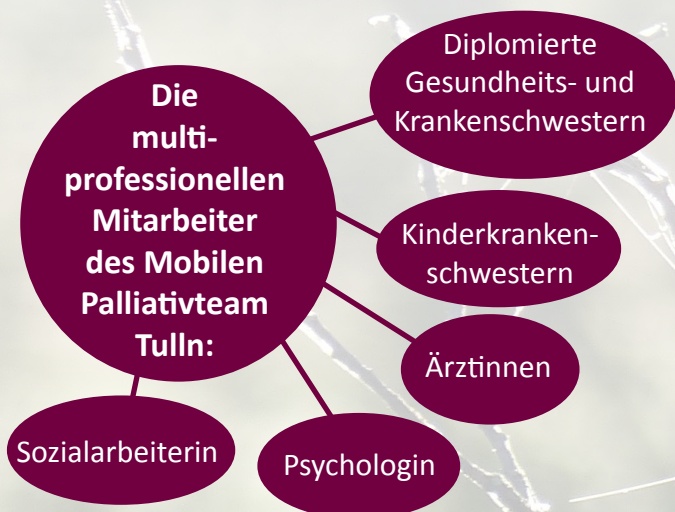 Die
multi-
professionellen
Mitarbeiter
des Mobilen
Palliativteam
Tulln:
Diplomierte
Gesundheits- und
Krankenschwestern
Kinderkranken-
schwestern
Ärztinnen
Psychologin
Sozialarbeiterin